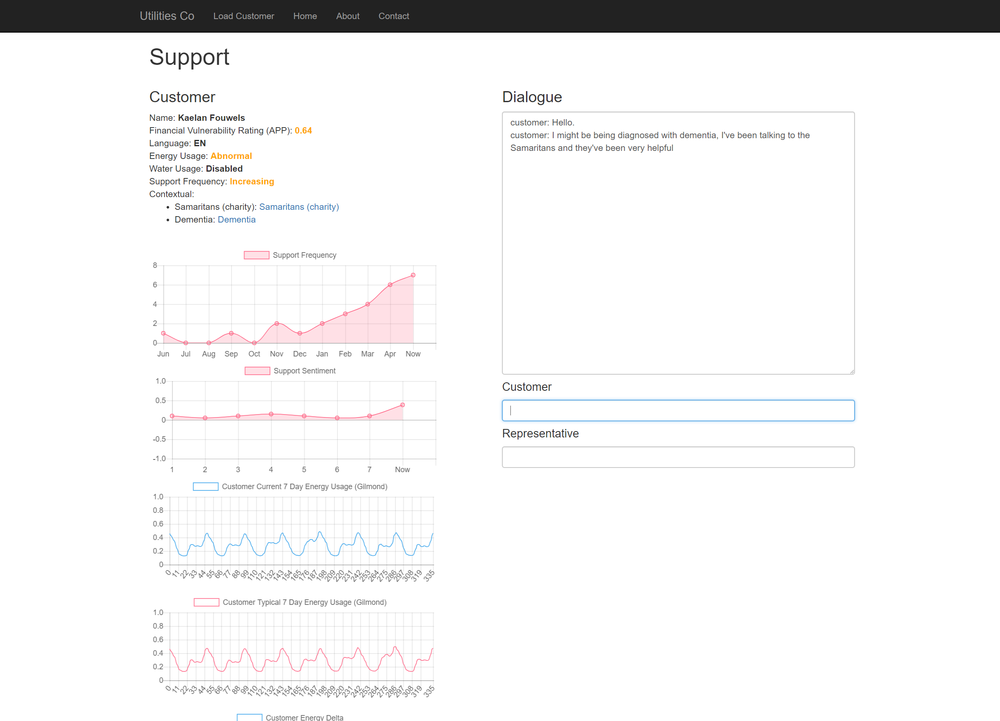 Utilities Co Load Customer Home About Contact
Support
Customer
Name: Kaelan Fouwels
Financial Vulnerability Rating (APP): 0.64
Language: EN
Energy Usage: Abnormal
Water Usage: Disabled
Support Frequency: Increasing
Contextual:
• Samaritans (charity): Samaritans (charity)
• Dementia: Dementia
Support Frequency
8
6
4
2
0
Jun Jul Aug Sep Oct Nov Dec Jan Feb Mar Apr Now
Support Sentiment
1.0
0.5
0
-0.5
-1.0
1 2 3 4 5 6 7 Now
Customer Current 7 Day Energy Usage (Gilmond)
1.0
0.8
0.6
0.4
0.2
0
0 11 22 33 44 55 66 77 88 99 110 121 132 143 154 165 176 187 198 209 220 231 242 253 264 275 286 297 308 319 335
Customer Typical 7 Day Energy Usage (Gilmond)
1.0
0.8
0.6
0.4
0.2
0
0 11 22 33 44 55 66 77 88 99 110 121 132 143 154 165 176 187 198 209 220 231 242 253 264 275 286 297 308 319 335
Customer Energy Delta
Dialogue
customer: Hello.
customer: I might be being diagnosed with dementia, I've been talking to the
Samaritans and they've been very helpful
Customer
Representative